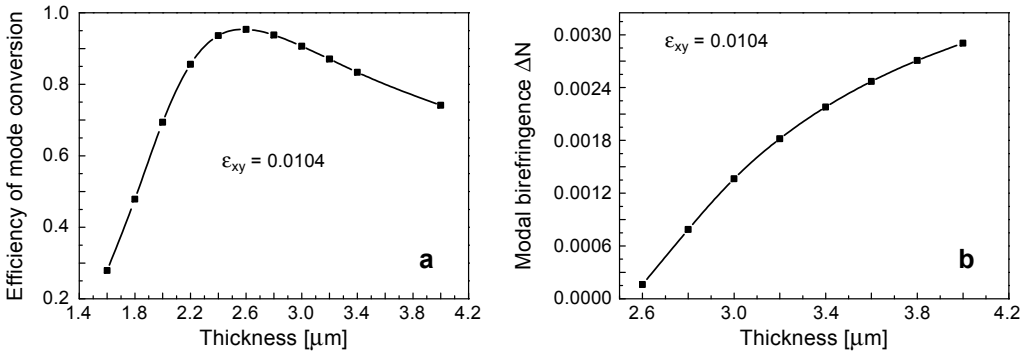 Efficiency of mode conversion
1.0
0.8
0.6
0.4
0.2
εxy = 0.0104
a
1.4 1.8 2.2 2.6 3.0 3.4 3.8 4.2
Thickness [μm]
Modal birefringence ΔN
0.0030
0.0024
0.0018
0.0012
0.0006
0.0000
εxy = 0.0104
b
2.6 3.0 3.4 3.8 4.2
Thickness [μm]